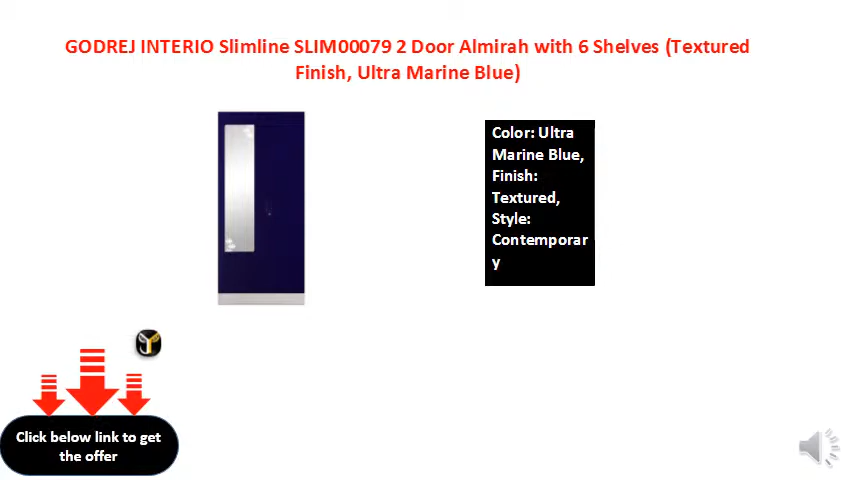 GODREJ INTERIO Slimline SLIM00079 2 Door Almirah with 6 Shelves (Textured
Finish, Ultra Marine Blue)
Color: Ultra
Marine Blue,
Finish:
Textured,
Style:
Contemporar
y
Click below link to get
the offer